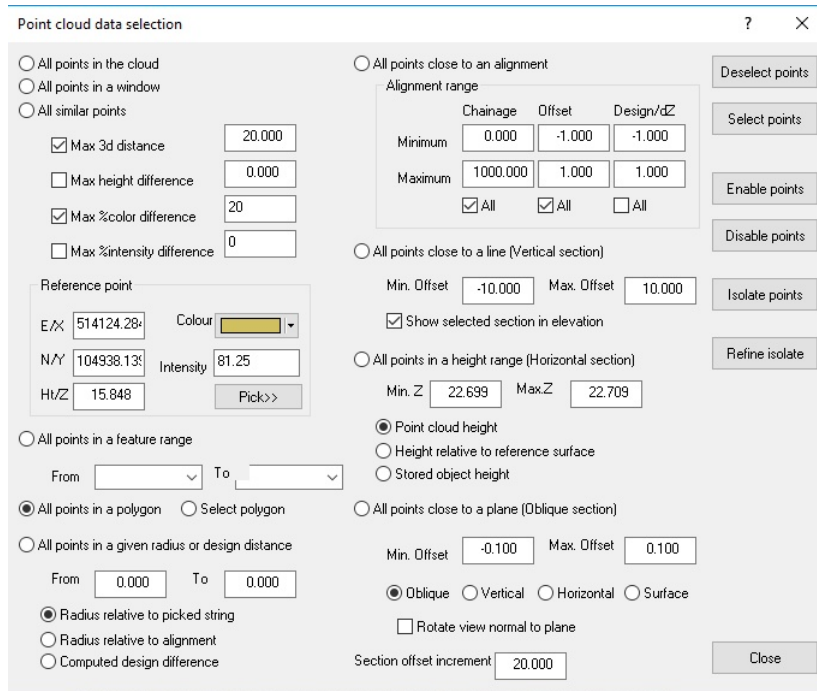 Point cloud data selection
?
All points in the cloud
All points in a window
All similar points
Max 3d distance 20.000
Max height difference 0.000
Max %color difference 20
Max %intensity difference 0
Reference point
E/X 514124.284 Colour
N/Y 104938.139 Intensity 81.25
Ht/Z 15.848 Pick>>
All points in a feature range
From To
All points in a polygon Select polygon
All points in a given radius or design distance
From 0.000 To 0.000
Radius relative to picked string
Radius relative to alignment
Computed design difference
All points close to an alignment
Alignment range
Chainage Offset Design/dZ
Minimum 0.000 -1.000 -1.000
Maximum 1000.000 1.000 1.000
All All All
All points close to a line (Vertical section)
Min. Offset -10.000 Max. Offset 10.000
Show selected section in elevation
All points in a height range (Horizontal section)
Min. Z 22.699 Max.Z 22.709
Point cloud height
Height relative to reference surface
Stored object height
All points close to a plane (Oblique section)
Min. Offset -0.100 Max. Offset 0.100
Oblique Vertical Horizontal Surface
Rotate view normal to plane
Section offset increment 20.000
Deselect points
Select points
Enable points
Disable points
Isolate points
Refine isolate
Close